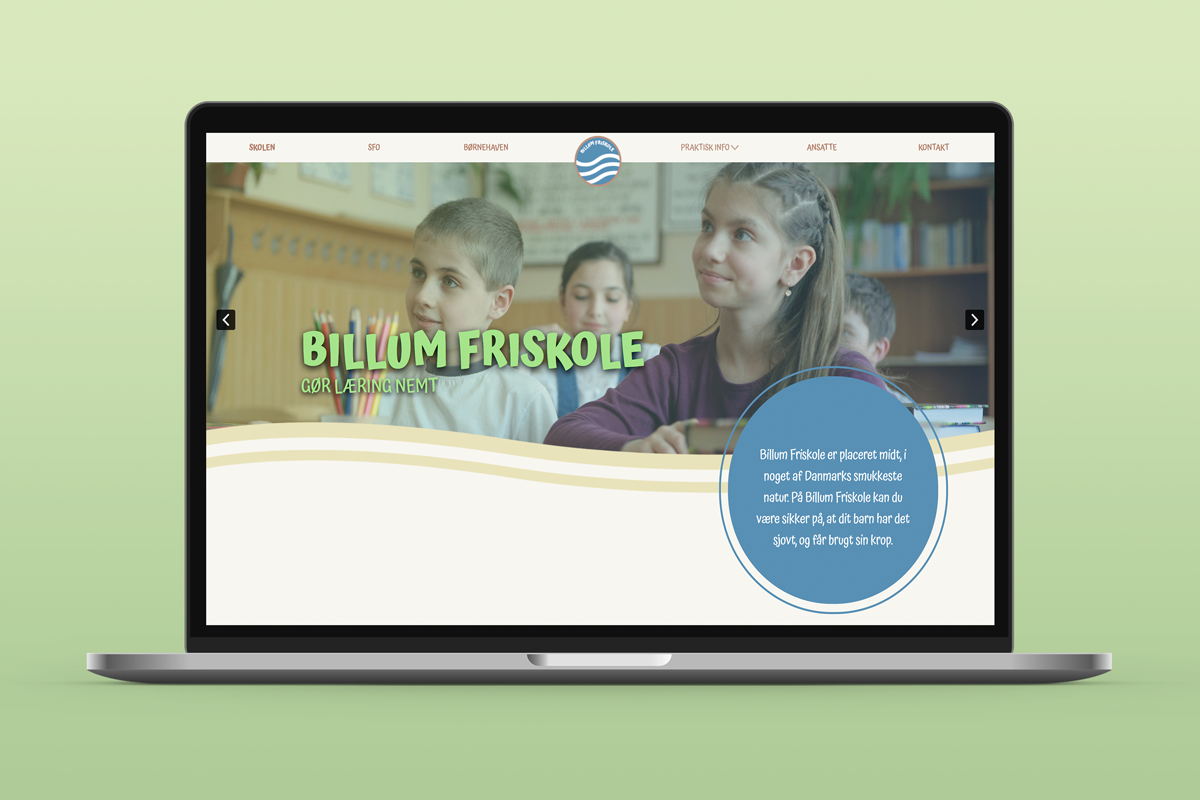 SKOLEN
SFO
BØRNEHAVEN
BILLUM FRISKOLE
PRAKTISK INFO
ANSATTE
KONTAKT
BILLUM FRISKOLE
GØR LÆRING NEMT
Billum Friskole er placeret midt, i
noget af Danmarks smukkeste
natur. På Billum Friskole kan du
være sikker på, at dit barn har det
sjovt, og får brugt sin krop.